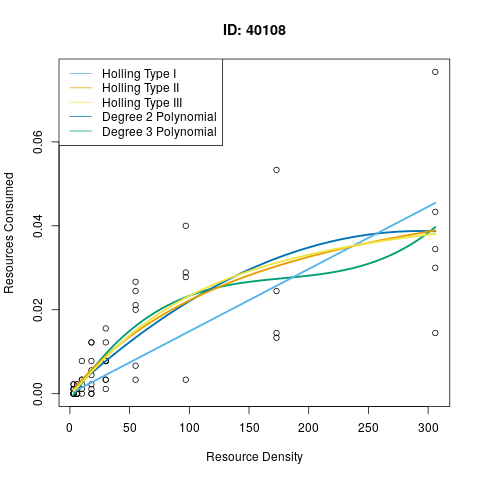 ID: 40108
Holling Type I
Holling Type II
Holling Type III
Degree 2 Polynomial
Degree 3 Polynomial
Resources Consumed
0.00
0.02
0.04
0.06
0
50
100
150
200
250
300
Resource Density